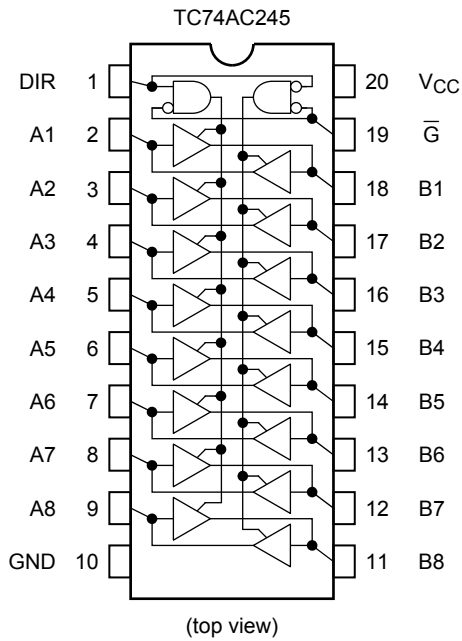 TC74AC245
DIR 1 20 VCC
A1 2 19 G̅
A2 3 18 B1
A3 4 17 B2
A4 5 16 B3
A5 6 15 B4
A6 7 14 B5
A7 8 13 B6
A8 9 12 B7
GND 10 11 B8
(top view)